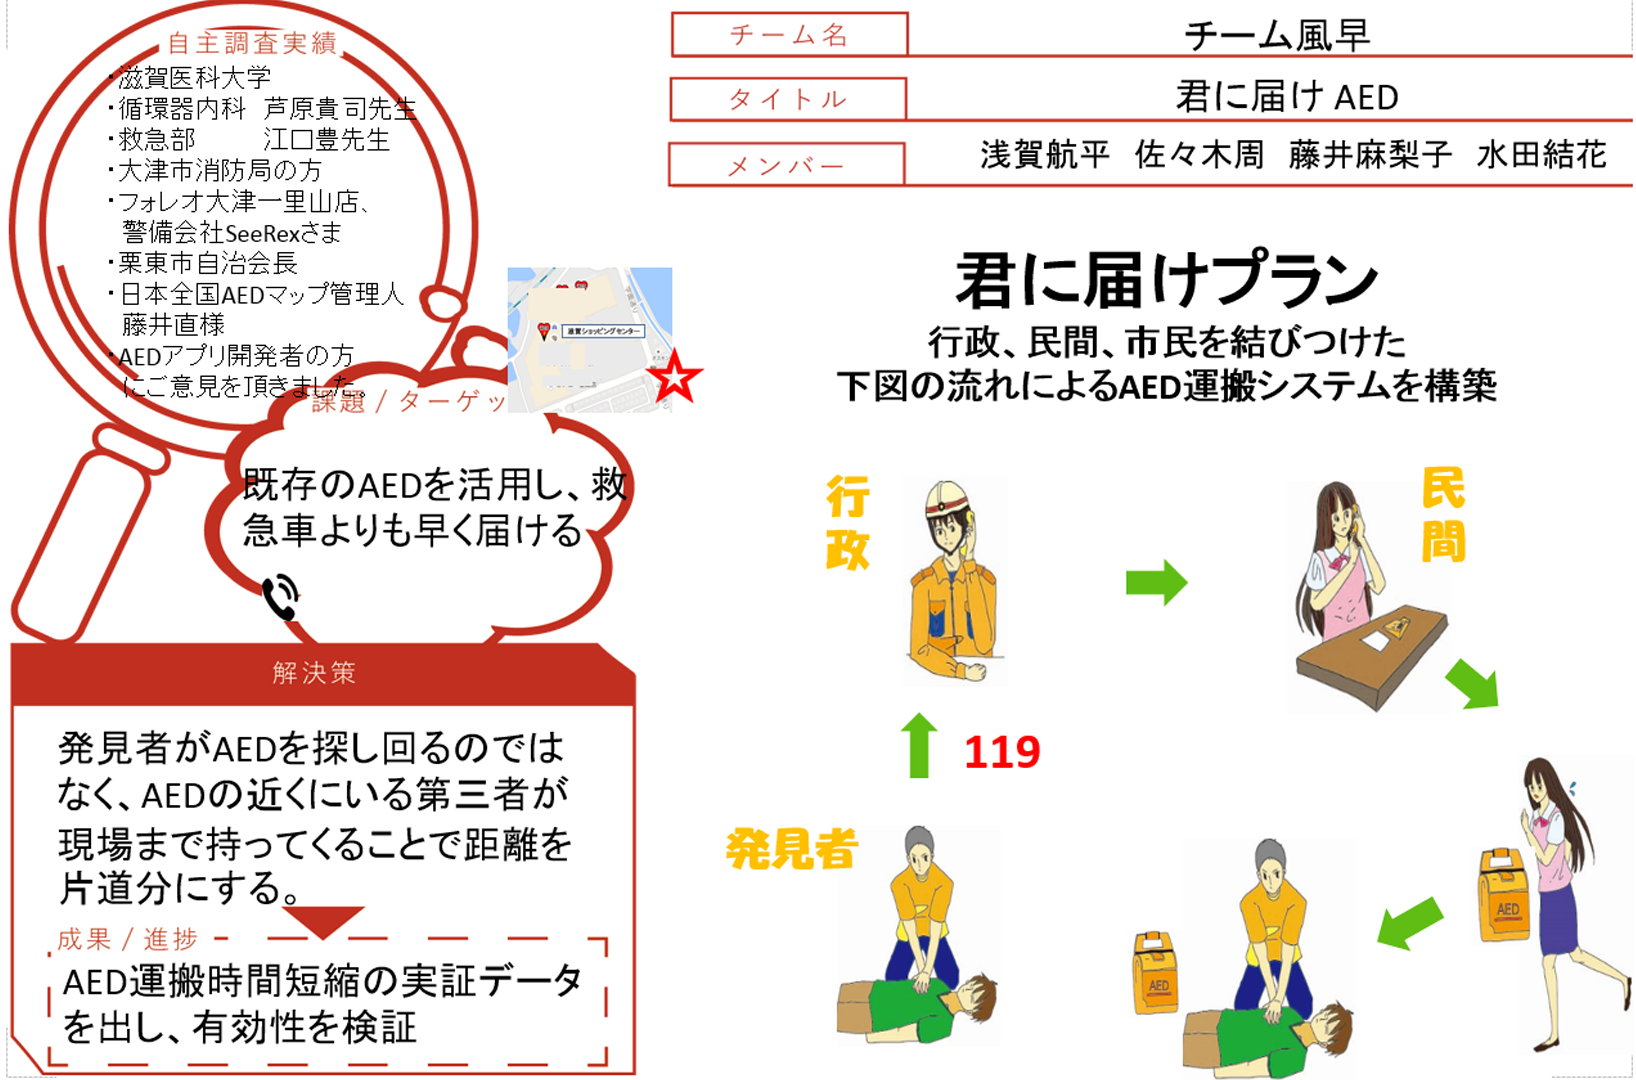 自主調査実績
・滋賀医科大学
・循環器内科　芦原貴司先生
・救急部　　　江口豊先生
・大津市消防局の方
・フォレオ大津一里山店、
警備会社SeeRexさま
・栗東市自治会長
・日本全国AEDマップ管理人
藤井直様
・AEDアプリ開発者の方
にご意見を頂きました。
課題 / ターゲッ
滋賀ショッピングセンター
既存のAEDを活用し、救
急車よりも早く届ける
解決策
発見者がAEDを探し回るのでは
なく、AEDの近くにいる第三者が
現場まで持ってくることで距離を
片道分にする。
成果 / 進捗
AED運搬時間短縮の実証データ
を出し、有効性を検証
チーム名
チーム風早
タイトル
君に届け AED
メンバー
浅賀航平　佐々木周　藤井麻梨子　水田結花
君に届けプラン
行政、民間、市民を結びつけた
下図の流れによるAED運搬システムを構築
行政
民間
119
発見者
AED
AED